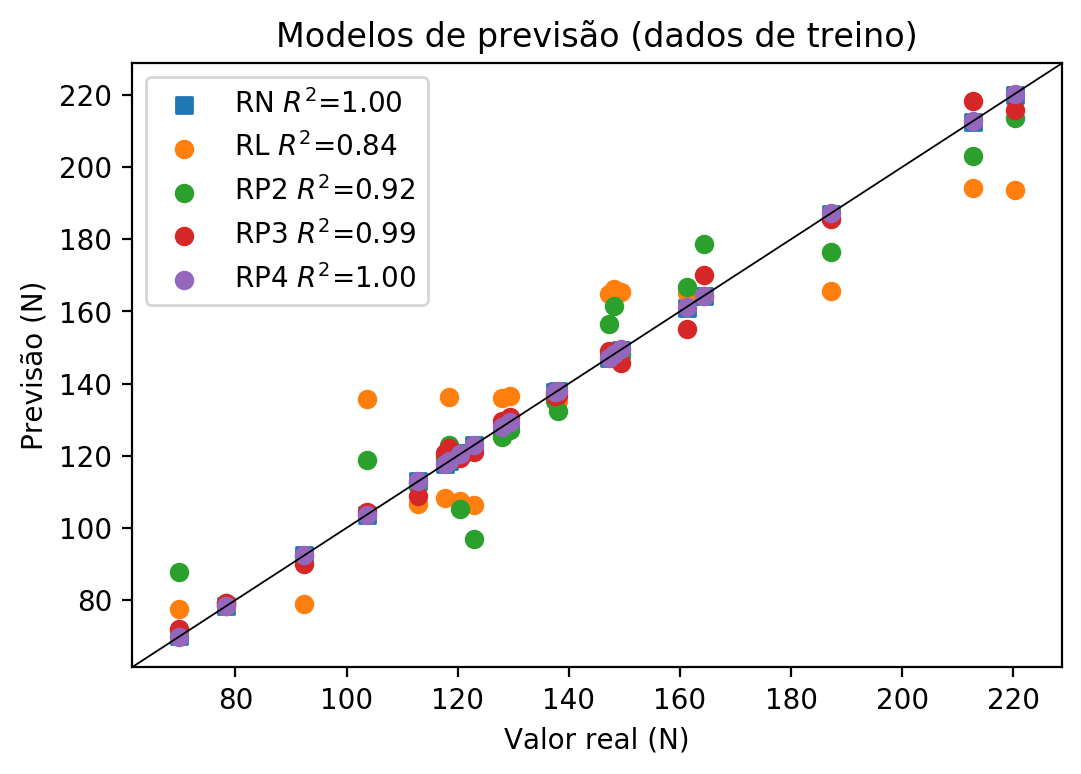 Modelos de previsão (dados de treino)
RN R²=1.00
RL R²=0.84
RP2 R²=0.92
RP3 R²=0.99
RP4 R²=1.00
220
200
180
160
140
120
100
80
Previsão (N)
80 100 120 140 160 180 200 220
Valor real (N)